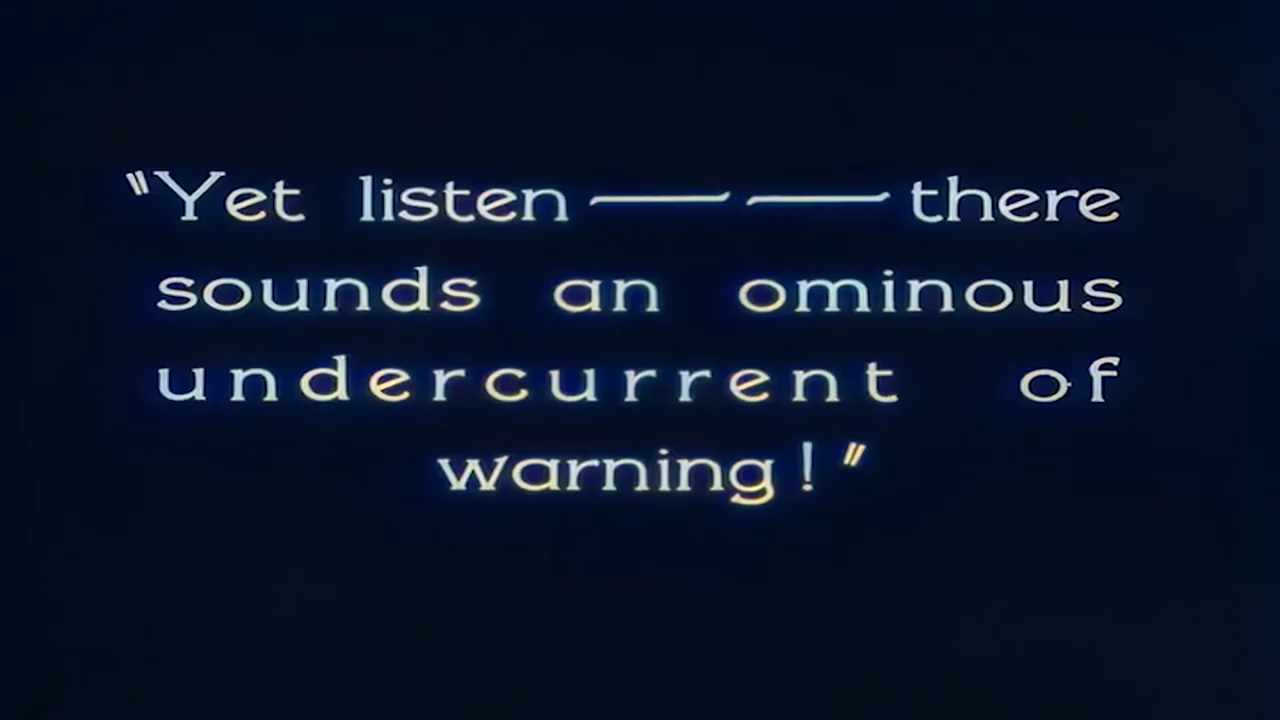 "Yet listen — — there
sounds an ominous
undercurrent of
warning!"